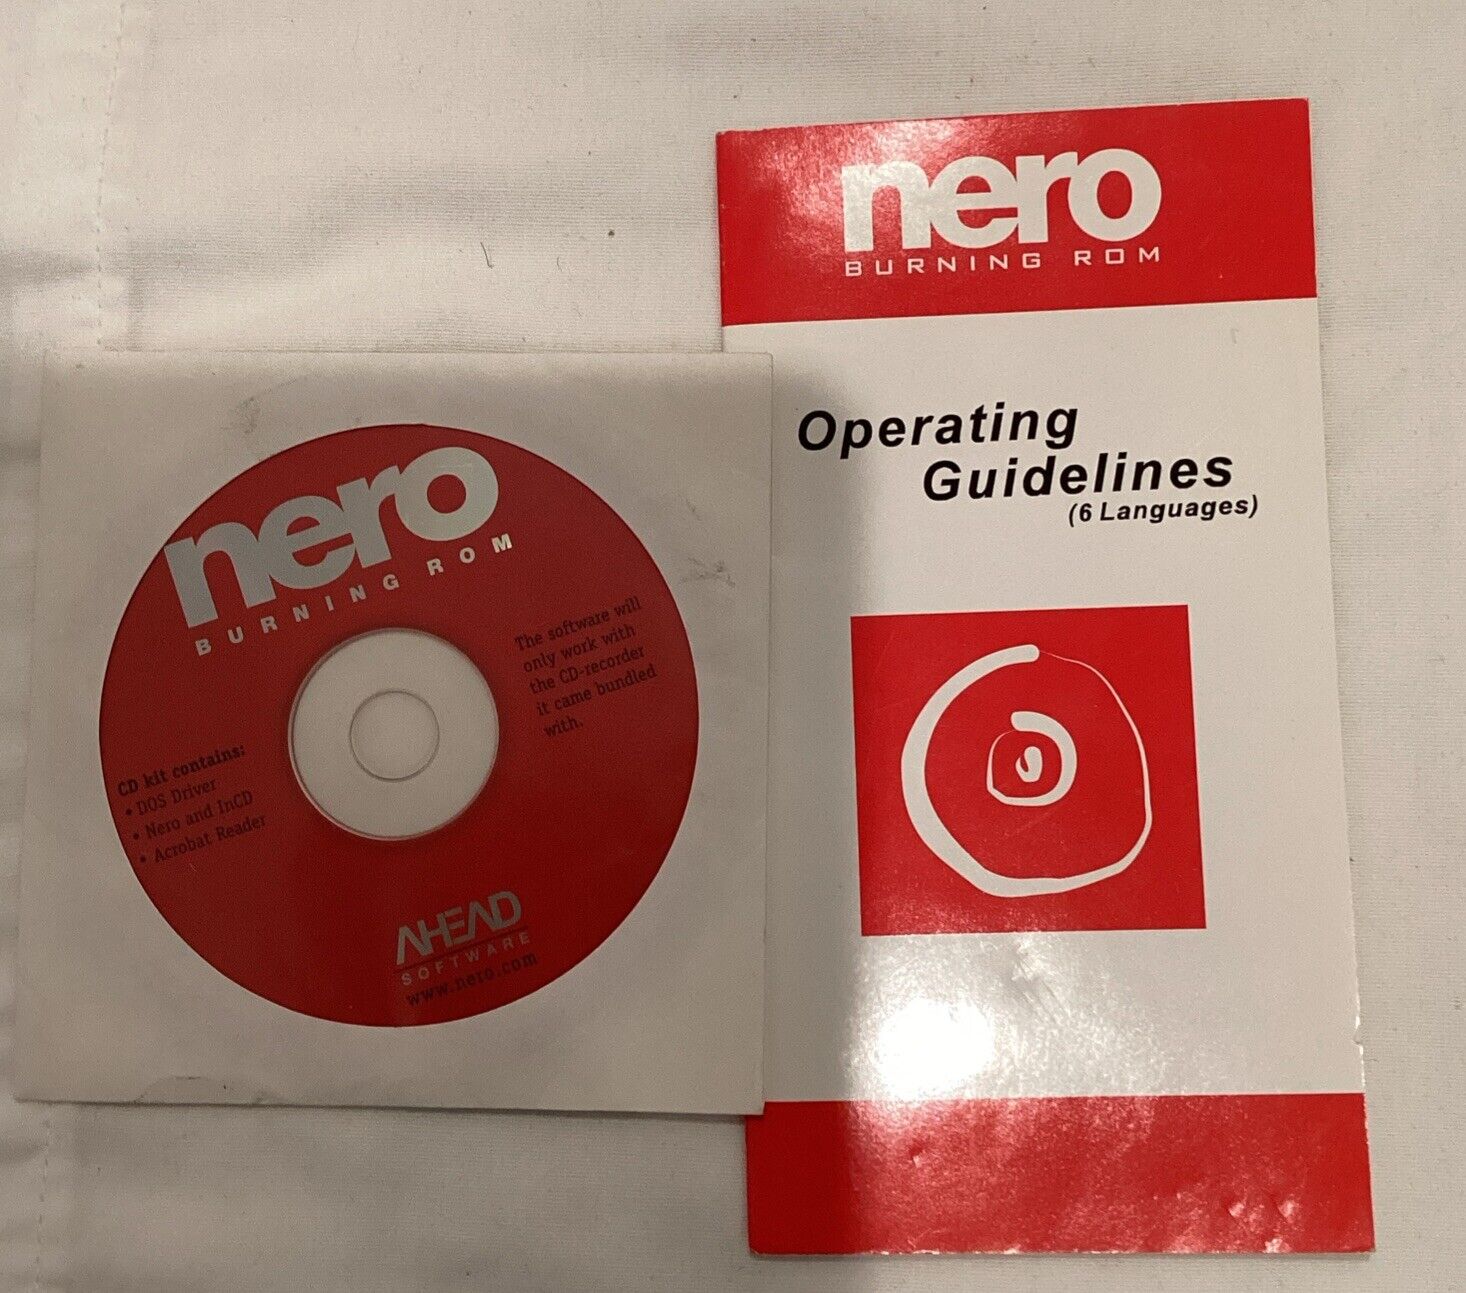 nero
BURNING ROM
The software will
only work with
the CD-recorder
it came bundled
with.
CD kit contains:
• DOS Driver
• Nero and InCD
• Acrobat Reader
AHEAD
SOFTWARE
www.nero.com
nero
BURNING ROM
Operating
Guidelines
(6 Languages)